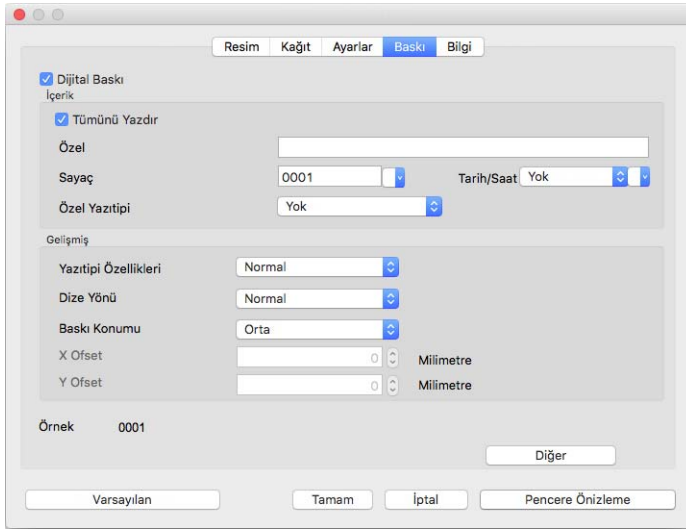 Resim Kağıt Ayarlar Baskı Bilgi
Dijital Baskı
İçerik
Tümünü Yazdır
Özel
Sayaç 0001 Tarih/Saat Yok
Özel Yazıtipi Yok
Gelişmiş
Yazıtipi Özellikleri Normal
Dize Yönü Normal
Baskı Konumu Orta
X Ofset 0 Milimetre
Y Ofset 0 Milimetre
Örnek 0001
Diğer
Varsayılan Tamam İptal Pencere Önizleme